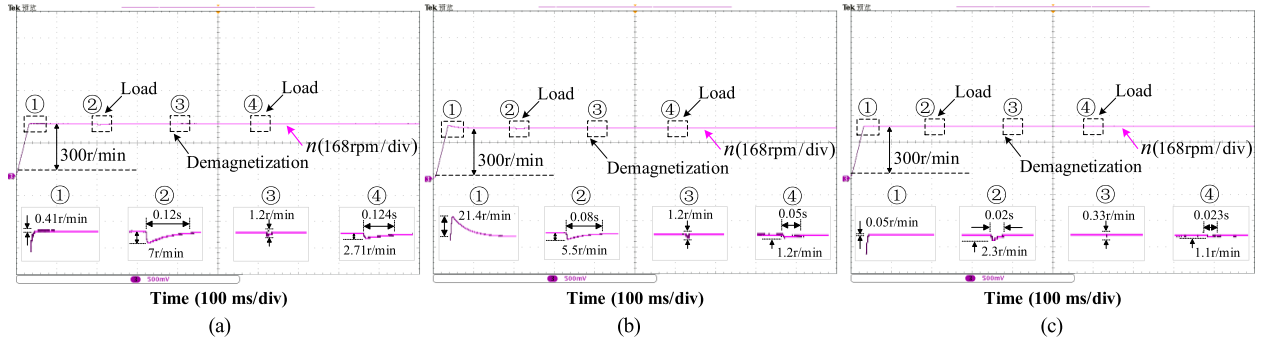 Tek 预览
① ② ③ ④
Load
Load
300r/min
Demagnetization
n(168rpm/div)
① ② ③ ④
0.41r/min
0.12s
7r/min
1.2r/min
0.124s
2.71r/min
500mV
Time (100 ms/div)
(a)
Tek 预览
① ② ③ ④
Load
Load
300r/min
Demagnetization
n(168rpm/div)
① ② ③ ④
21.4r/min
0.08s
5.5r/min
1.2r/min
0.05s
1.2r/min
500mV
Time (100 ms/div)
(b)
Tek 预览
① ② ③ ④
Load
Load
300r/min
Demagnetization
n(168rpm/div)
① ② ③ ④
0.05r/min
0.02s
2.3r/min
0.33r/min
0.023s
1.1r/min
500mV
Time (100 ms/div)
(c)